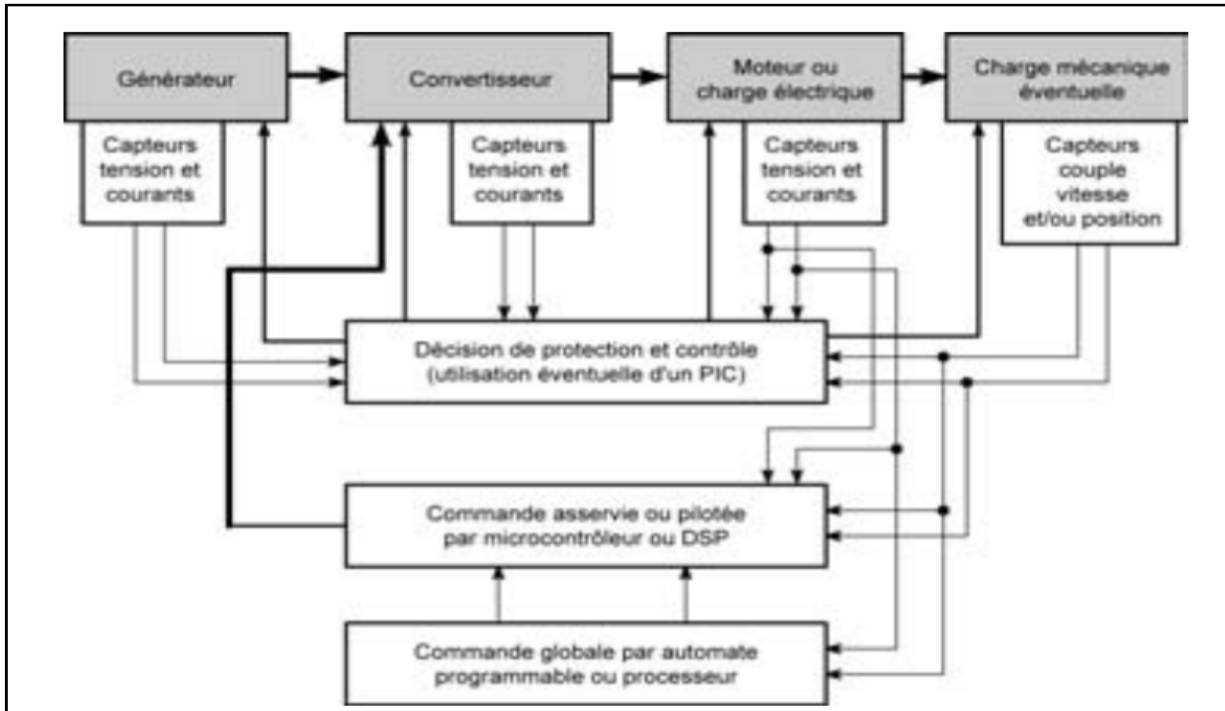 Générateur
Convertisseur
Moteur ou
charge électrique
Charge mécanique
éventuelle
Capteurs
tension et
courants
Capteurs
tension et
courants
Capteurs
tension et
courants
Capteurs
couple
vitesse
et/ou position
Décision de protection et contrôle
(utilisation éventuelle d'un PIC)
Commande asservie ou pilotée
par microcontrôleur ou DSP
Commande globale par automate
programmable ou processeur